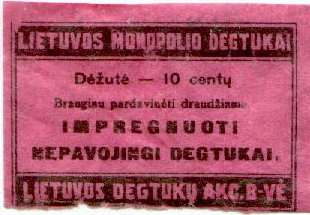 LIETUVOS MONOPOLIO DEGTUKAI
Dėžutė — 10 centų
Brangiau pardavinėti draudžiama
IMPREGNUOTI
NEPAVOJINGI DEGTUKAI.
LIETUVOS DEGTUKŲ AKC. B-VĖ